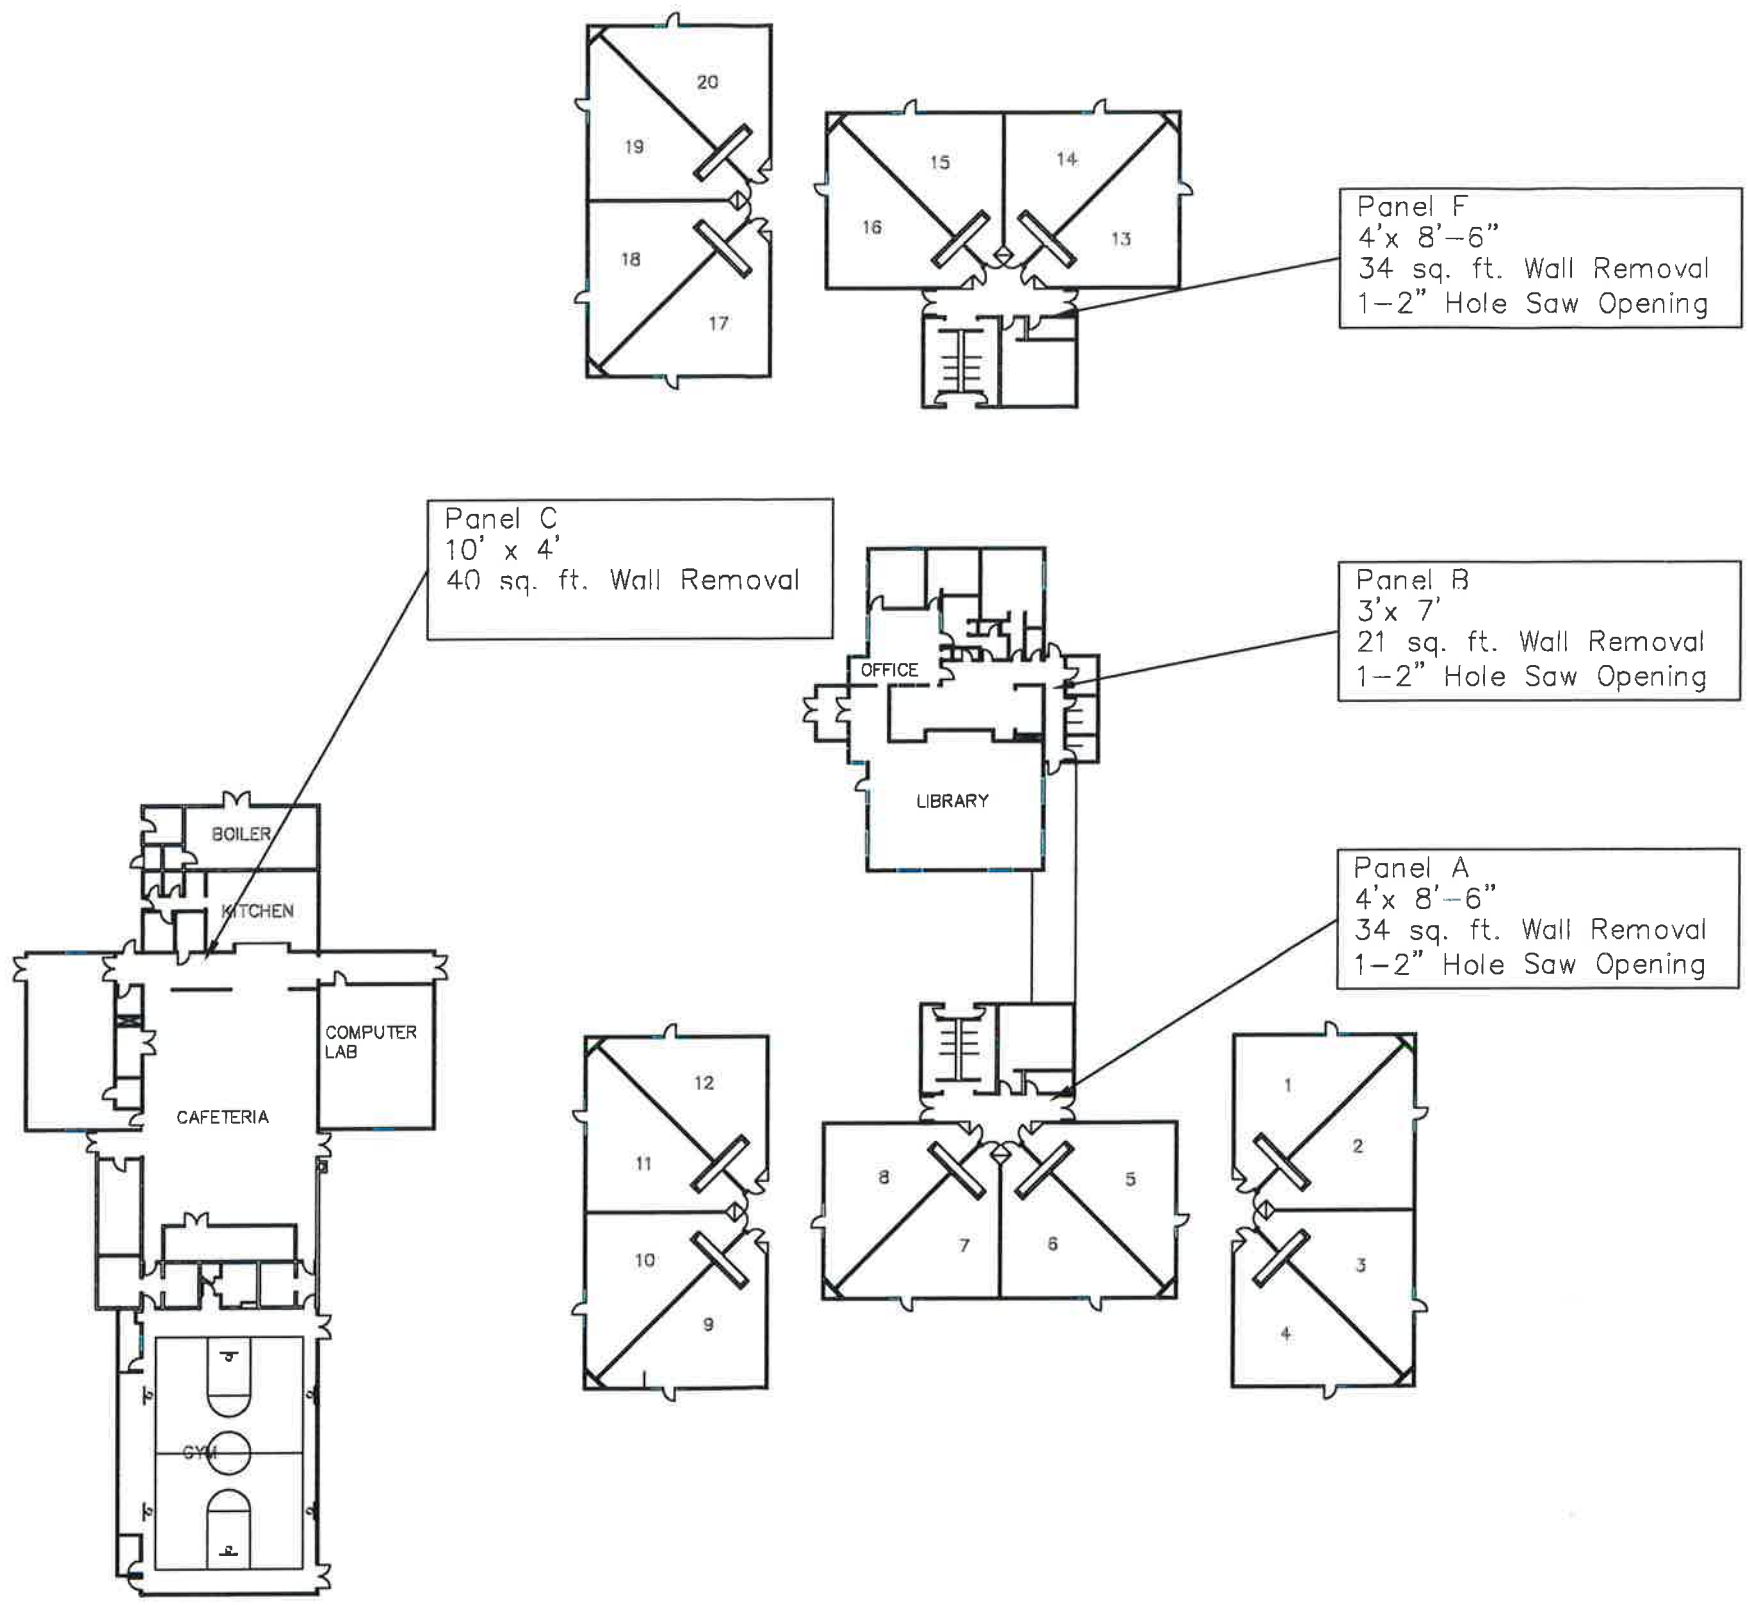 20
19
18
17
15
14
16
13
Panel F
4'x 8'-6"
34 sq. ft. Wall Removal
1-2" Hole Saw Opening
Panel C
10' x 4'
40 sq. ft. Wall Removal
OFFICE
LIBRARY
Panel B
3'x 7'
21 sq. ft. Wall Removal
1-2" Hole Saw Opening
BOILER
KITCHEN
COMPUTER
LAB
CAFETERIA
GYM
Panel A
4'x 8'-6"
34 sq. ft. Wall Removal
1-2" Hole Saw Opening
12
11
10
9
8
7
6
5
1
2
3
4